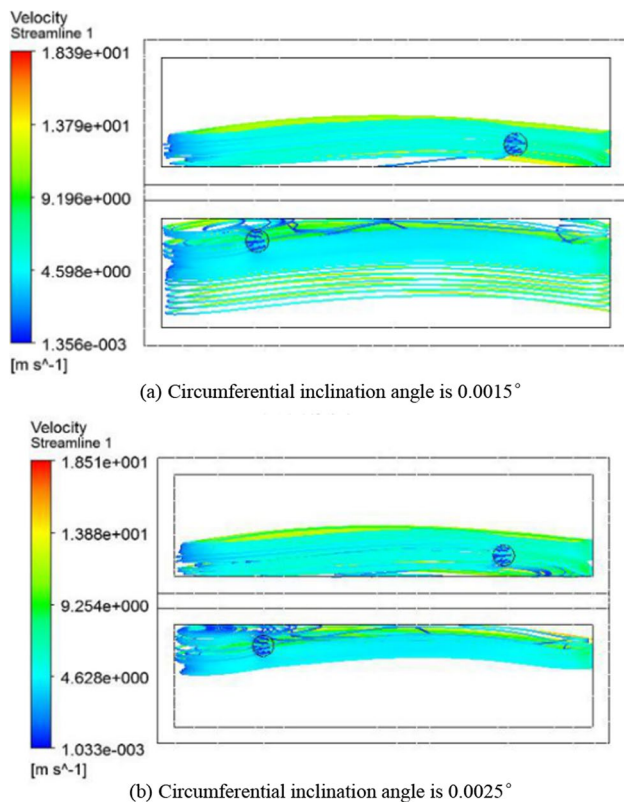 Velocity
Streamline 1
1.839e+001
1.379e+001
9.196e+000
4.598e+000
1.356e-003
[m s^-1]
(a) Circumferential inclination angle is 0.0015°
Velocity
Streamline 1
1.851e+001
1.388e+001
9.254e+000
4.628e+000
1.033e-003
[m s^-1]
(b) Circumferential inclination angle is 0.0025°